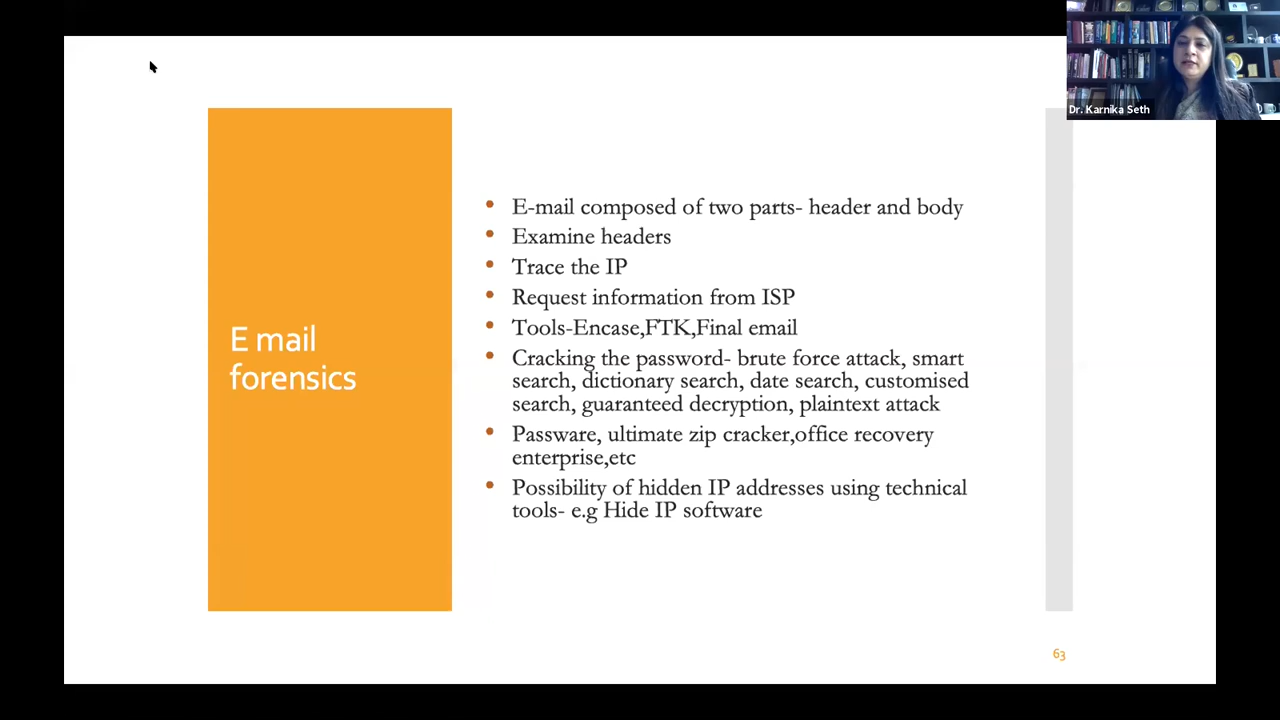 Dr. Karnika Seth
E mail
forensics
E-mail composed of two parts- header and body
Examine headers
Trace the IP
Request information from ISP
Tools-Encase,FTK,Final email
Cracking the password- brute force attack, smart
search, dictionary search, date search, customised
search, guaranteed decryption, plaintext attack
Passware, ultimate zip cracker,office recovery
enterprise,etc
Possibility of hidden IP addresses using technical
tools- e.g Hide IP software
63